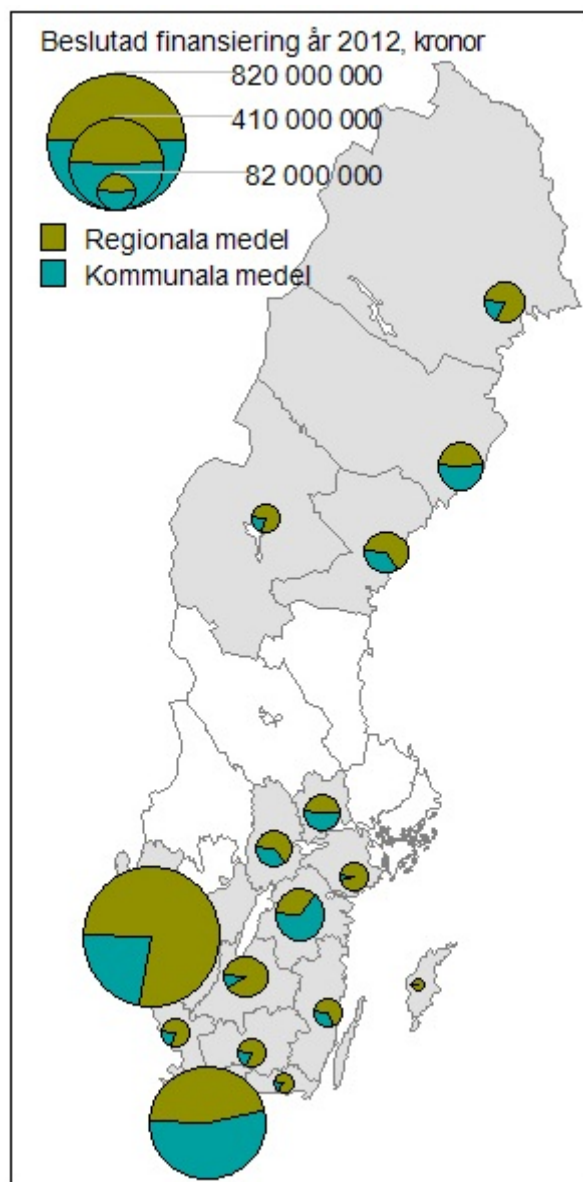 Beslutad finansiering år 2012, kronor
820 000 000
410 000 000
82 000 000
Regionala medel
Kommunala medel